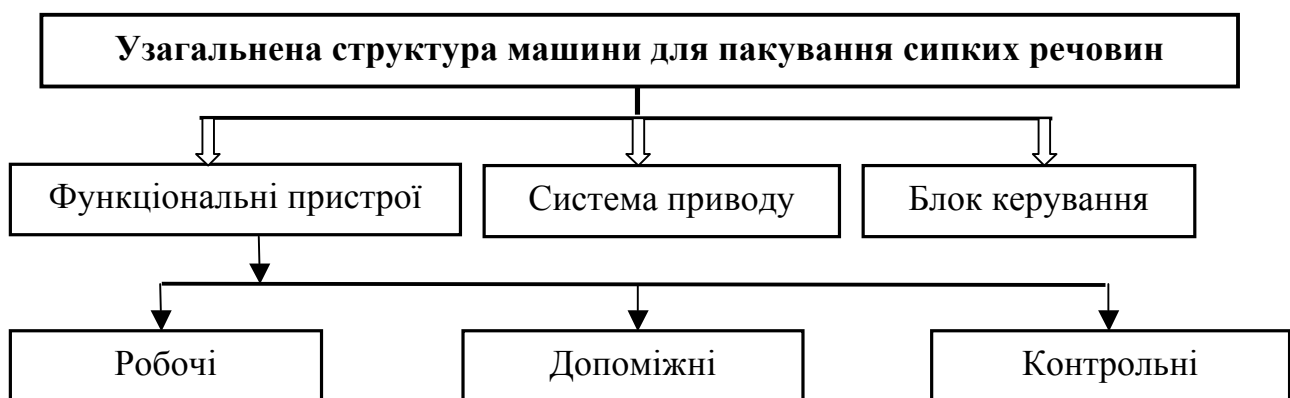 Узагальнена структура машини для пакування сипких речовин
Функціональні пристрої
Система приводу
Блок керування
Робочі
Допоміжні
Контрольні